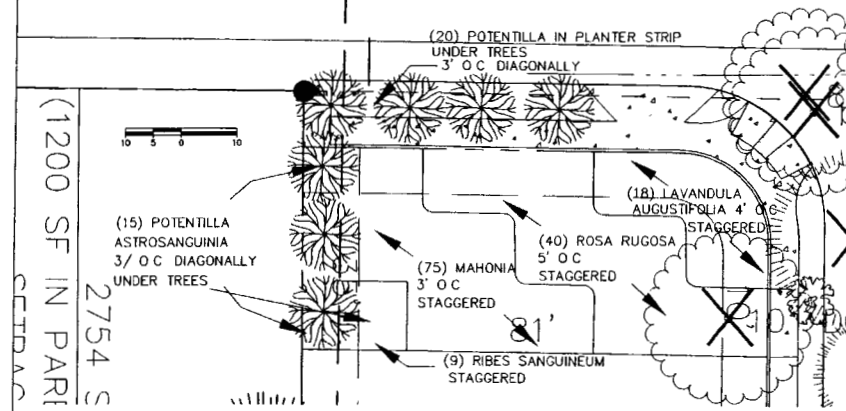 (20) POTENTILLA IN PLANTER STRIP
UNDER TREES
3' O C DIAGONALLY
10 5 0 10
(15) POTENTILLA
ASTROSANGUINIA
3/ O C DIAGONALLY
UNDER TREES
(18) LAVANDULA
AUGUSTIFOLIA 4' O C
STAGGERED
(40) ROSA RUGOSA
5' O C
STAGGERED
(75) MAHONIA
3' O C
STAGGERED
81'
(9) RIBES SANGUINEUM
STAGGERED
(1200 SF IN PAR
2754 S